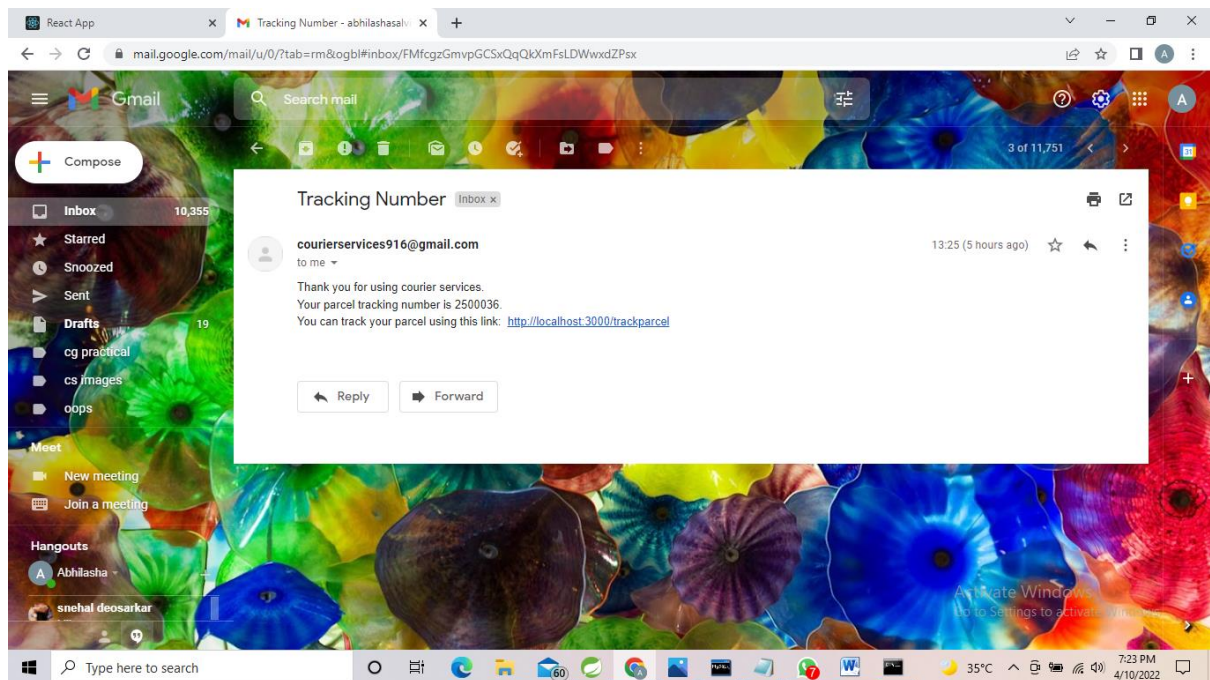 React App
Tracking Number - abhilashasalv
mail.google.com/mail/u/0/?tab=rm&ogbl#inbox/FMfcgzGmvpGCSxQqQkXmFsLDWwxdZPsx
A
Gmail
Search mail
A
Compose
3 of 11,751
31
Inbox 10,355
Starred
Snoozed
Sent
Drafts 19
cg practical
cs images
oops
Tracking Number Inbox x
courierservices916@gmail.com 13:25 (5 hours ago)
to me
Thank you for using courier services.
Your parcel tracking number is 2500036.
You can track your parcel using this link: http://localhost:3000/trackparcel
Reply Forward
Meet
New meeting
Join a meeting
Hangouts
A Abhilasha
snehal deosarkar
Activate Windows
Go to Settings to activate Windows.
Type here to search
60
7
W
35°C
7:23 PM
4/10/2022